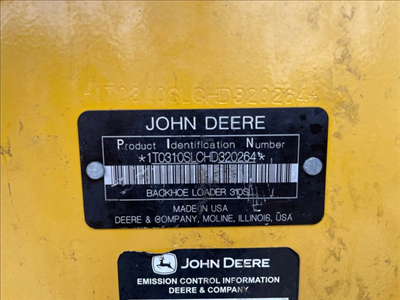 *1T0310SLCHD320264*
JOHN DEERE
Product Identification Number
*1T0310SLCHD320264*
BACKHOE LOADER 310SL
MADE IN USA
DEERE & COMPANY, MOLINE, ILLINOIS, USA
JOHN DEERE
EMISSION CONTROL INFORMATION
DEERE & COMPANY